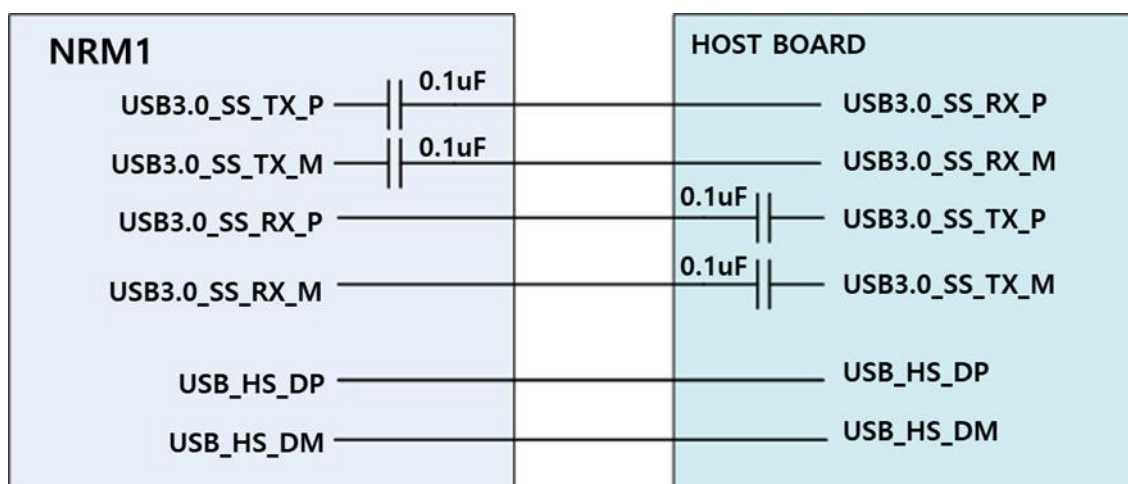 NRM1
HOST BOARD
USB3.0_SS_TX_P 0.1uF USB3.0_SS_RX_P
USB3.0_SS_TX_M 0.1uF USB3.0_SS_RX_M
USB3.0_SS_RX_P 0.1uF USB3.0_SS_TX_P
USB3.0_SS_RX_M 0.1uF USB3.0_SS_TX_M
USB_HS_DP USB_HS_DP
USB_HS_DM USB_HS_DM